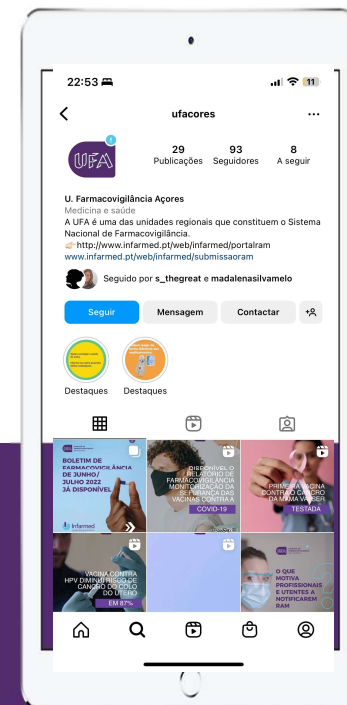 22:53
11
ufacores
UFA
29 93 8
Publicações Seguidores A seguir
U. Farmacovigilância Açores
Medicina e saúde
A UFA é uma das unidades regionais que constituem o Sistema
Nacional de Farmacovigilância.
👉🏻http://www.infarmed.pt/web/infarmed/portalram
www.infarmed.pt/web/infarmed/submissaoram
Seguido por s_thegreat e madalenasilvamelo
Seguir Mensagem Contactar
Destaques Destaques
BOLETIM DE
FARMACOVIGILÂNCIA
DE JUNHO/
JULHO 2022
JÁ DISPONÍVEL
Infarmed
DISPONÍVEL O
RELATÓRIO DE
FARMACOVIGILÂNCIA
MONITORIZAÇÃO DA
SEGURANÇA DAS
VACINAS CONTRA A
COVID-19
PRIMEIRA VACINA
CONTRA O CANCRO
DA MAMA VAI SER
TESTADA
VACINA CONTRA
HPV DIMINUI RISCO DE
CANCRO DO COLO
DO ÚTERO
EM 87%
O QUE
MOTIVA
PROFISSIONAIS
E UTENTES A
NOTIFICAREM
RAM